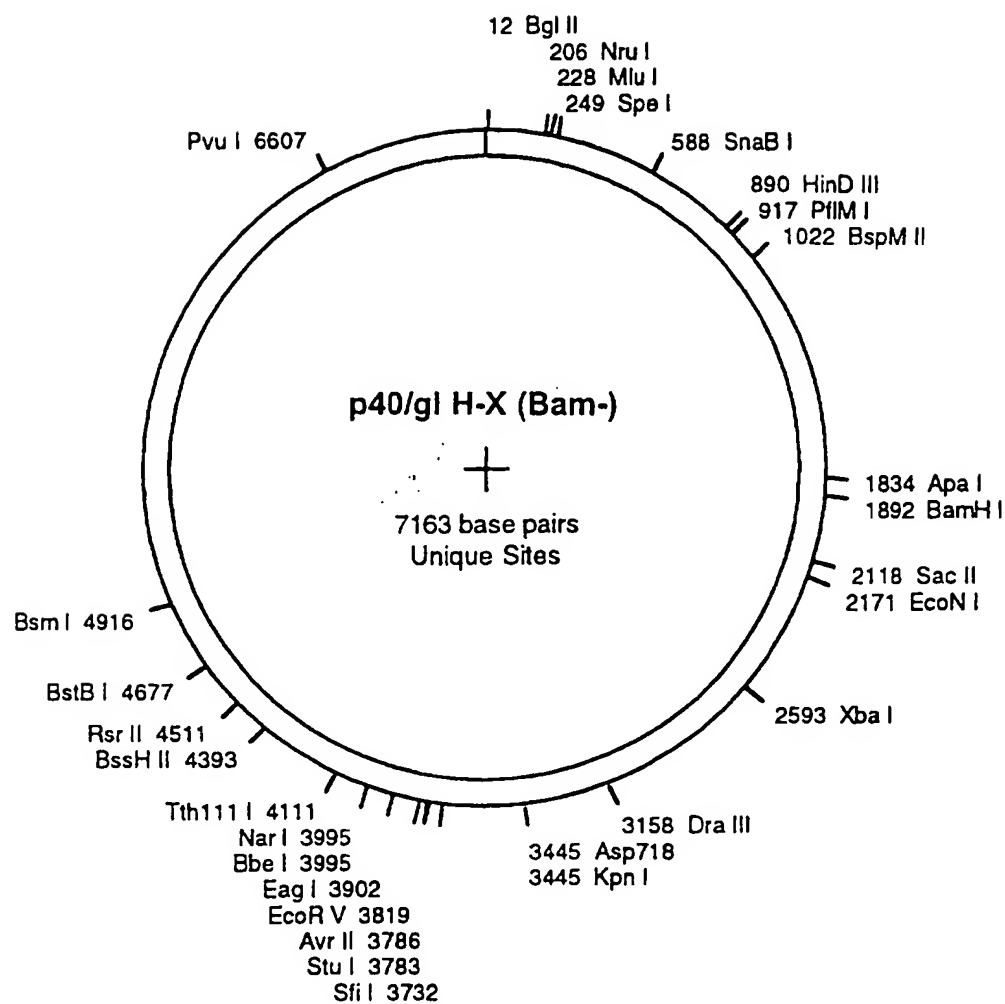 12 Bgl II
206 Nru I
228 Mlu I
249 Spe I
588 SnaB I
890 HinD III
917 PflM I
1022 BspM II
Pvu I 6607
p40/gI H-X (Bam-)
7163 base pairs
Unique Sites
1834 Apa I
1892 BamH I
2118 Sac II
2171 EcoN I
2593 Xba I
3158 Dra III
3445 Asp718
3445 Kpn I
Bsm I 4916
BstB I 4677
Rsr II 4511
BssH II 4393
Tth111 I 4111
Nar I 3995
Bbe I 3995
Eag I 3902
EcoR V 3819
Avr II 3786
Stu I 3783
Sfi I 3732